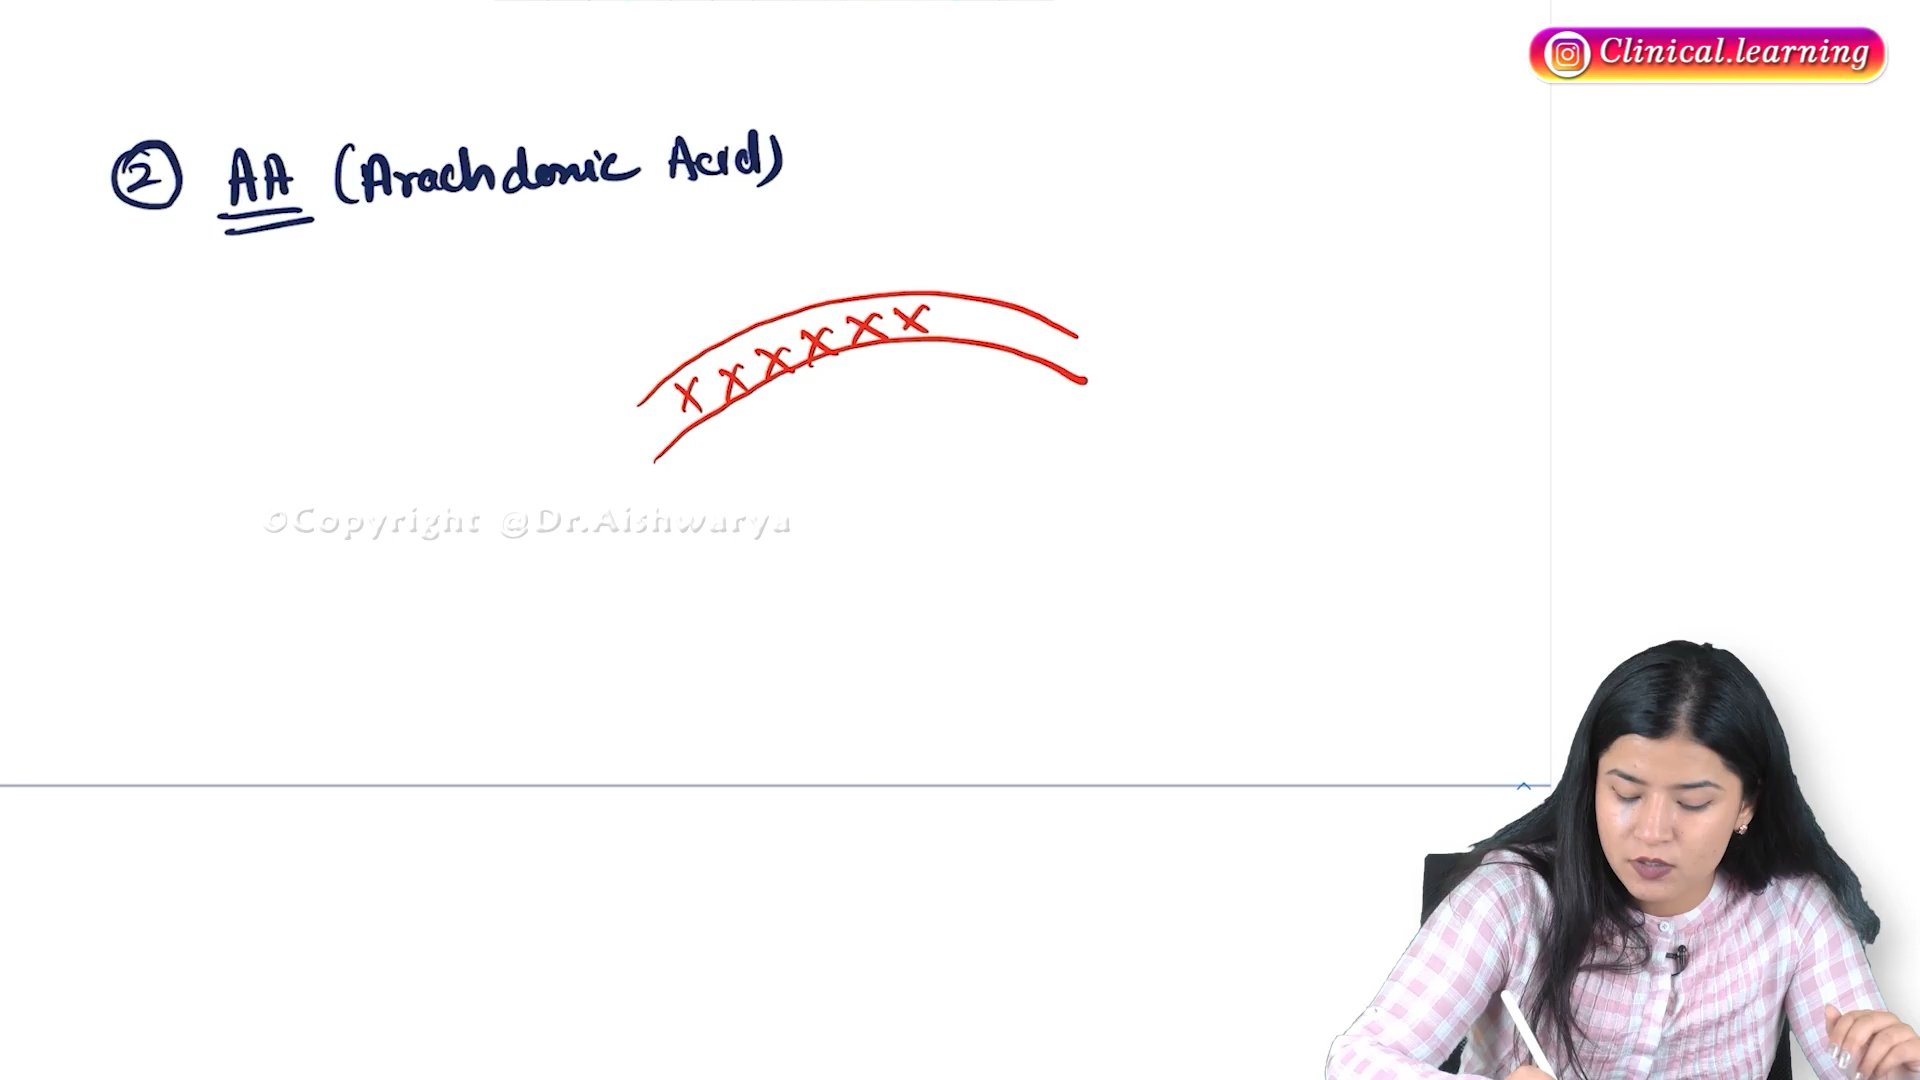 Clinical.learning
2 AA (Arachdonic Acid)
x x x x x x
©Copyright @Dr.Aishwarya